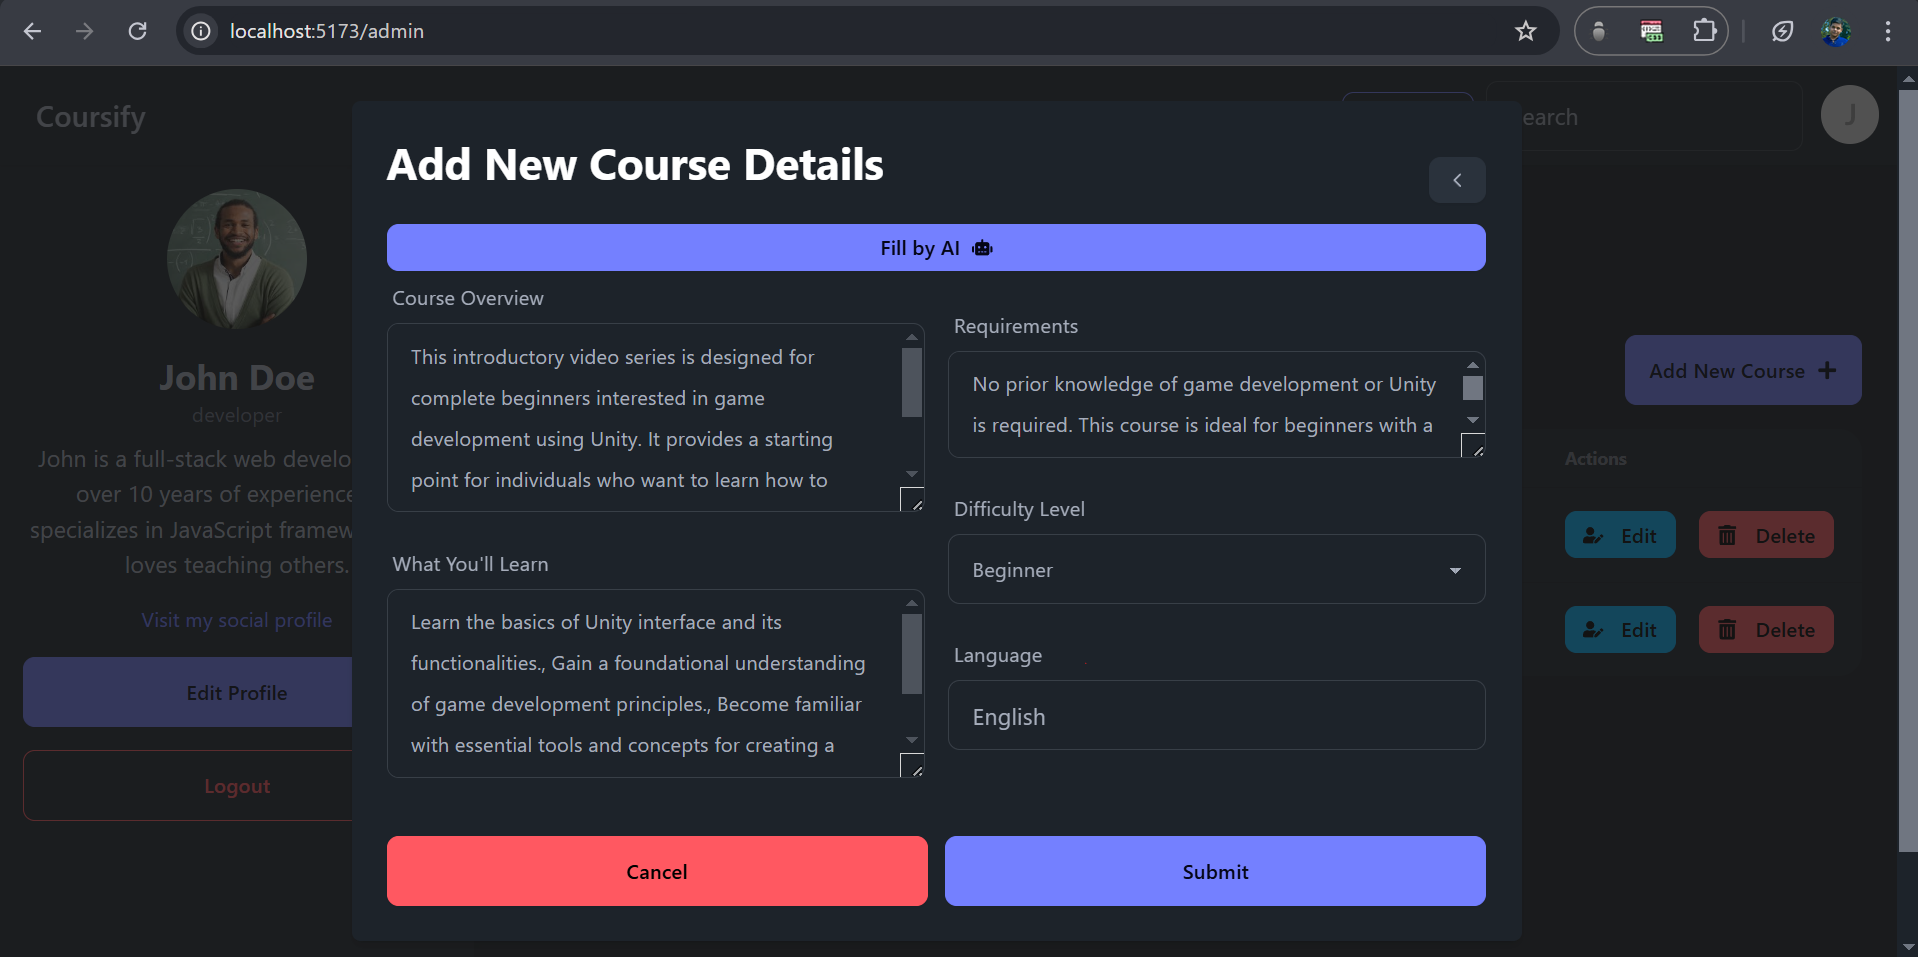 localhost:5173/admin
Coursify
earch
J
Add New Course Details
Fill by AI
Course Overview
This introductory video series is designed for
complete beginners interested in game
development using Unity. It provides a starting
point for individuals who want to learn how to
What You'll Learn
Learn the basics of Unity interface and its
functionalities., Gain a foundational understanding
of game development principles., Become familiar
with essential tools and concepts for creating a
Requirements
No prior knowledge of game development or Unity
is required. This course is ideal for beginners with a
Difficulty Level
Beginner
Language
English
Cancel
Submit
John Doe
developer
John is a full-stack web develo
over 10 years of experience
specializes in JavaScript framew
loves teaching others.
Visit my social profile
Edit Profile
Logout
Add New Course
Actions
Edit
Delete
Edit
Delete